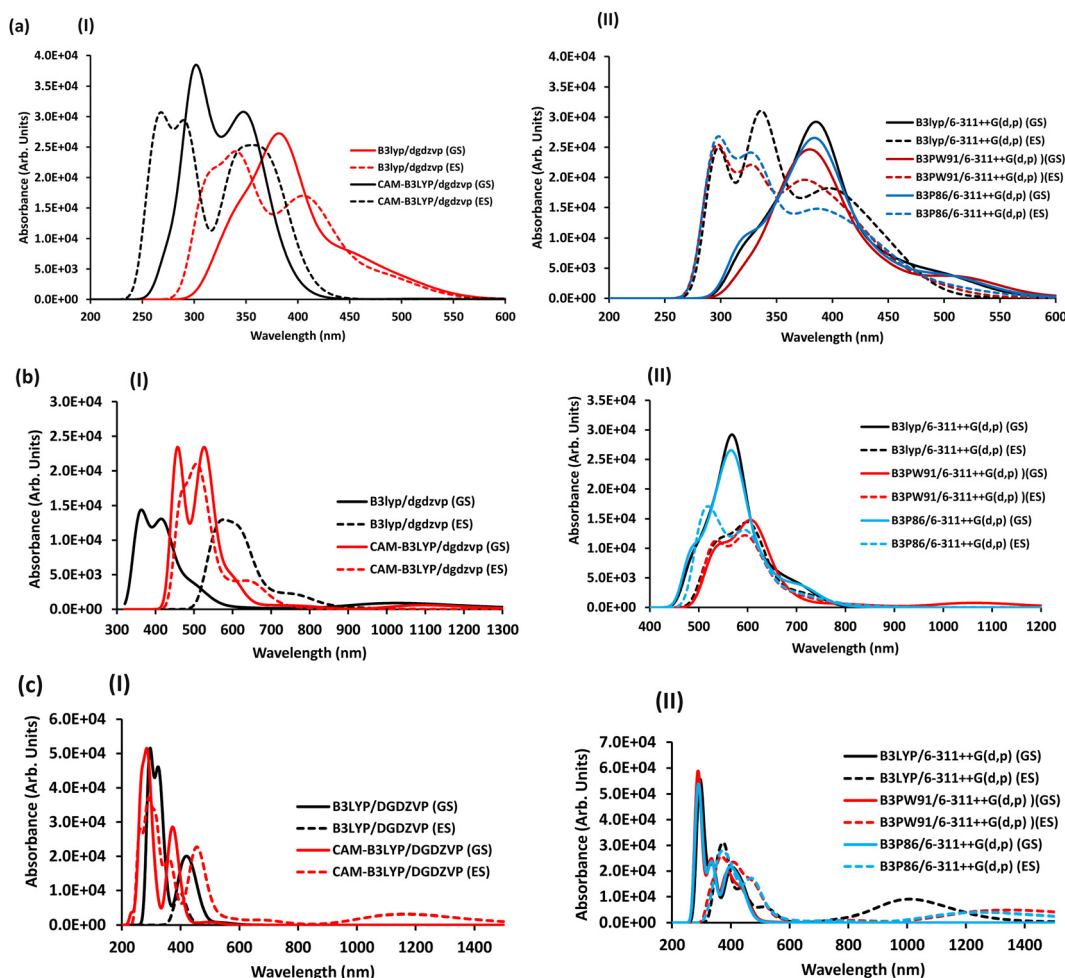 (a)
(I)
4.0E+04
3.5E+04
3.0E+04
2.5E+04
2.0E+04
1.5E+04
1.0E+04
5.0E+03
0.0E+00
Absorbance (Arb. Units)
200 250 300 350 400 450 500 550 600
Wavelength (nm)
B3lyp/dgdzvp (GS)
B3lyp/dgdzvp (ES)
CAM-B3LYP/dgdzvp (GS)
CAM-B3LYP/dgdzvp (ES)
(II)
4.0E+04
3.5E+04
3.0E+04
2.5E+04
2.0E+04
1.5E+04
1.0E+04
5.0E+03
0.0E+00
Absorbance (Arb. Units)
200 250 300 350 400 450 500 550 600
Wavelength (nm)
B3lyp/6-311++G(d,p) (GS)
B3lyp/6-311++G(d,p) (ES)
B3PW91/6-311++G(d,p) )(GS)
B3PW91/6-311++G(d,p) )(ES)
B3P86/6-311++G(d,p) (GS)
B3P86/6-311++G(d,p) (ES)
(b)
(I)
3.0E+04
2.5E+04
2.0E+04
1.5E+04
1.0E+04
5.0E+03
0.0E+00
Absorbance (Arb. Units)
300 400 500 600 700 800 900 1000 1100 1200 1300
Wavelength (nm)
B3lyp/dgdzvp (GS)
B3lyp/dgdzvp (ES)
CAM-B3LYP/dgdzvp (GS)
CAM-B3LYP/dgdzvp (ES)
(II)
3.5E+04
3.0E+04
2.5E+04
2.0E+04
1.5E+04
1.0E+04
5.0E+03
0.0E+00
Absorbance (Arb. Units)
400 500 600 700 800 900 1000 1100 1200
Wavelength (nm)
B3lyp/6-311++G(d,p) (GS)
B3lyp/6-311++G(d,p) (ES)
B3PW91/6-311++G(d,p) )(GS)
B3PW91/6-311++G(d,p) )(ES)
B3P86/6-311++G(d,p) (GS)
B3P86/6-311++G(d,p) (ES)
(c)
(I)
6.0E+04
5.0E+04
4.0E+04
3.0E+04
2.0E+04
1.0E+04
0.0E+00
Absorbance (Arb. Units)
200 400 600 800 1000 1200 1400
Wavelength (nm)
B3LYP/DGDZVP (GS)
B3LYP/DGDZVP (ES)
CAM-B3LYP/DGDZVP (GS)
CAM-B3LYP/DGDZVP (ES)
(II)
7.0E+04
6.0E+04
5.0E+04
4.0E+04
3.0E+04
2.0E+04
1.0E+04
0.0E+00
Absorbance (Arb. Units)
200 400 600 800 1000 1200 1400
Wavelength (nm)
B3LYP/6-311++G(d,p) (GS)
B3LYP/6-311++G(d,p) (ES)
B3PW91/6-311++G(d,p) )(GS)
B3PW91/6-311++G(d,p) )(ES)
B3P86/6-311++G(d,p) (GS)
B3P86/6-311++G(d,p) (ES)